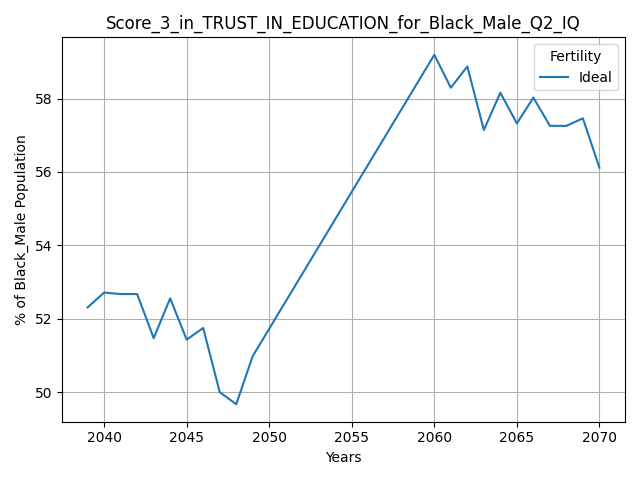 Score_3_in_TRUST_IN_EDUCATION_for_Black_Male_Q2_IQ
Fertility
Ideal
% of Black_Male Population
58
56
54
52
50
2040 2045 2050 2055 2060 2065 2070
Years